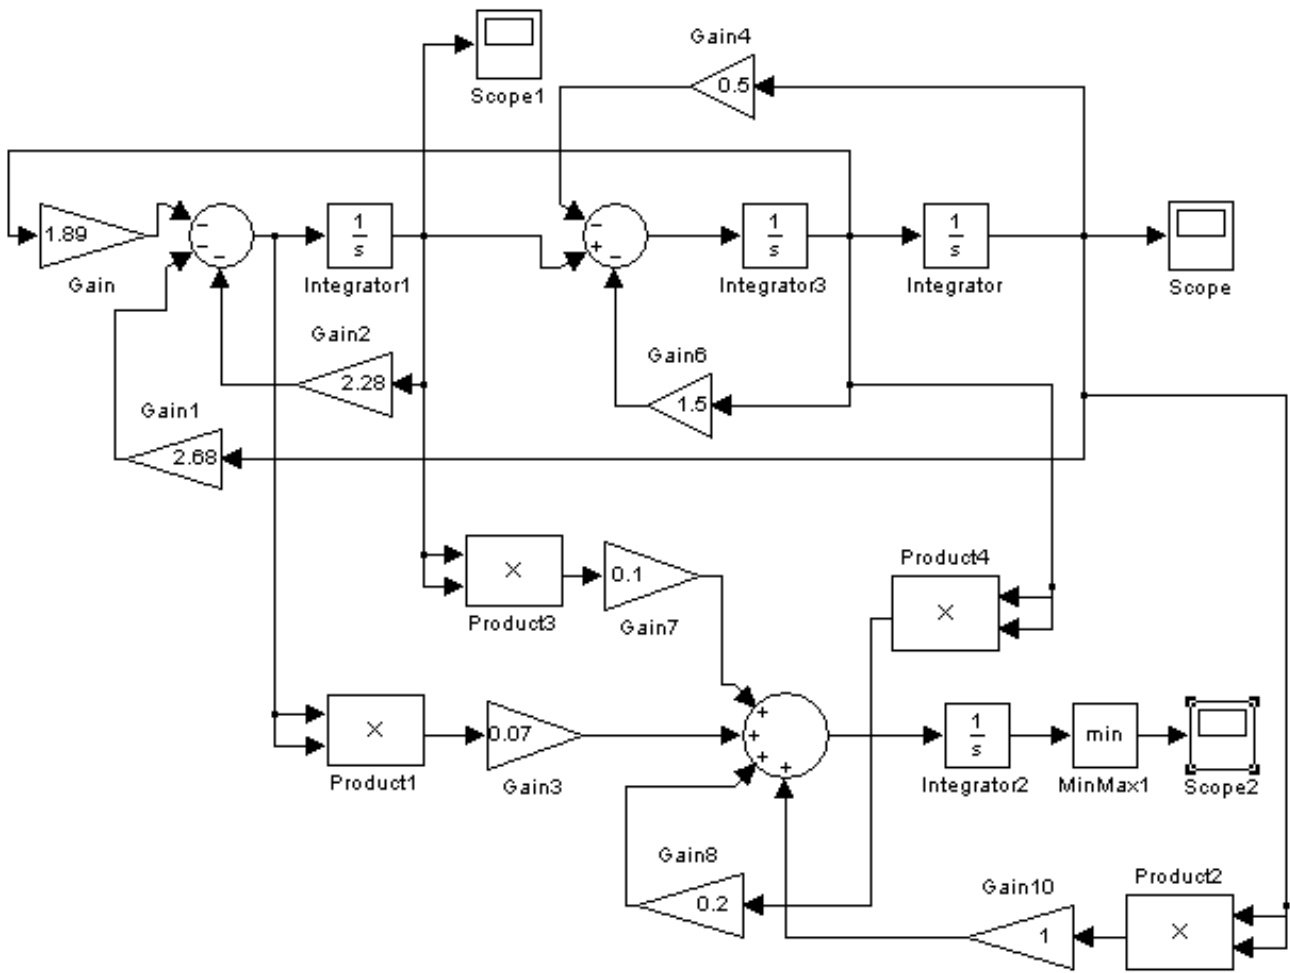 Gain4
0.5
Scope1
1.89
Gain
−
−
−
1
s
Integrator1
−
+
−
1
s
Integrator3
1
s
Integrator
Scope
Gain2
2.28
Gain6
1.5
Gain1
2.68
×
Product3
0.1
Gain7
Product4
×
×
Product1
0.07
Gain3
+
+
+
+
1
s
Integrator2
min
MinMax1
Scope2
Gain8
0.2
Gain10
1
Product2
×